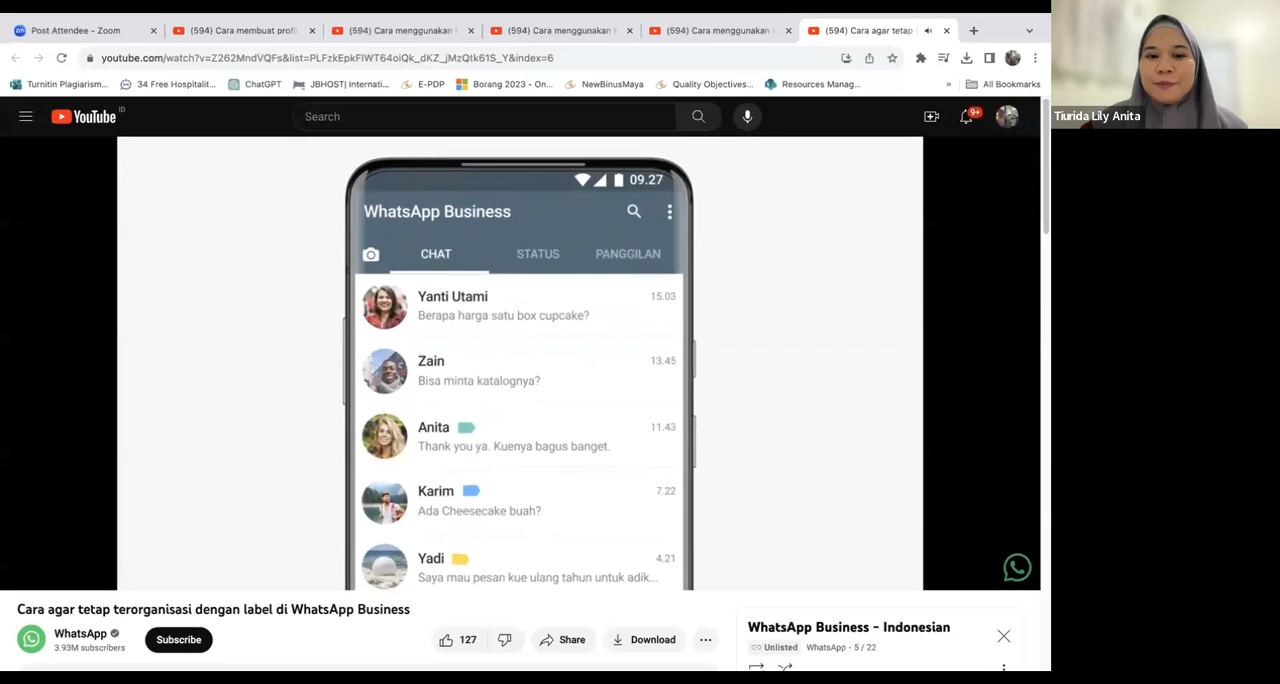 Post Attendee - Zoom
(594) Cara membuat profil
(594) Cara menggunakan
(594) Cara menggunakan
(594) Cara menggunakan
(594) Cara agar tetap
youtube.com/watch?v=Z262MndVQFs&list=PLFzkEpkFIWT64oiQk_dKZ_jMzQtk61S_Y&index=6
Turnitin Plagiarism...
34 Free Hospitalit...
ChatGPT
JBHOST| Internati...
E-PDP
Borang 2023 - On...
NewBinusMaya
Quality Objectives...
Resources Manag...
»
All Bookmarks
YouTube ID
Search
9+
Tiurida Lily Anita
09.27
WhatsApp Business
CHAT
STATUS
PANGGILAN
Yanti Utami
15.03
Berapa harga satu box cupcake?
Zain
13.45
Bisa minta katalognya?
Anita
11.43
Thank you ya. Kuenya bagus banget.
Karim
7.22
Ada Cheesecake buah?
Yadi
4.21
Saya mau pesan kue ulang tahun untuk adik...
Cara agar tetap terorganisasi dengan label di WhatsApp Business
WhatsApp
3.93M subscribers
Subscribe
127
Share
Download
WhatsApp Business - Indonesian
Unlisted
WhatsApp - 5 / 22